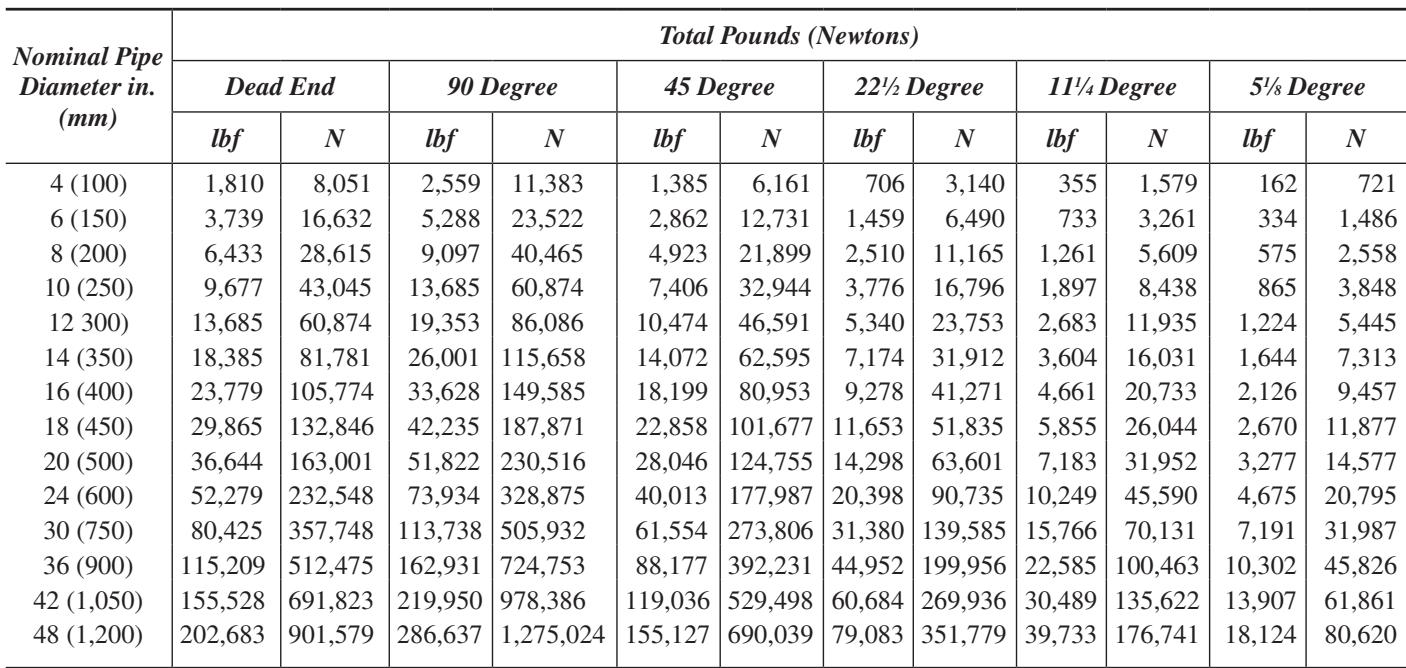 Total Pounds (Newtons)
Nominal Pipe
Diameter in.
(mm)
Dead End 90 Degree 45 Degree 22½ Degree 11¼ Degree 5⅛ Degree
lbf N lbf N lbf N lbf N lbf N lbf N
4 (100) 1,810 8,051 2,559 11,383 1,385 6,161 706 3,140 355 1,579 162 721
6 (150) 3,739 16,632 5,288 23,522 2,862 12,731 1,459 6,490 733 3,261 334 1,486
8 (200) 6,433 28,615 9,097 40,465 4,923 21,899 2,510 11,165 1,261 5,609 575 2,558
10 (250) 9,677 43,045 13,685 60,874 7,406 32,944 3,776 16,796 1,897 8,438 865 3,848
12 300) 13,685 60,874 19,353 86,086 10,474 46,591 5,340 23,753 2,683 11,935 1,224 5,445
14 (350) 18,385 81,781 26,001 115,658 14,072 62,595 7,174 31,912 3,604 16,031 1,644 7,313
16 (400) 23,779 105,774 33,628 149,585 18,199 80,953 9,278 41,271 4,661 20,733 2,126 9,457
18 (450) 29,865 132,846 42,235 187,871 22,858 101,677 11,653 51,835 5,855 26,044 2,670 11,877
20 (500) 36,644 163,001 51,822 230,516 28,046 124,755 14,298 63,601 7,183 31,952 3,277 14,577
24 (600) 52,279 232,548 73,934 328,875 40,013 177,987 20,398 90,735 10,249 45,590 4,675 20,795
30 (750) 80,425 357,748 113,738 505,932 61,554 273,806 31,380 139,585 15,766 70,131 7,191 31,987
36 (900) 115,209 512,475 162,931 724,753 88,177 392,231 44,952 199,956 22,585 100,463 10,302 45,826
42 (1,050) 155,528 691,823 219,950 978,386 119,036 529,498 60,684 269,936 30,489 135,622 13,907 61,861
48 (1,200) 202,683 901,579 286,637 1,275,024 155,127 690,039 79,083 351,779 39,733 176,741 18,124 80,620